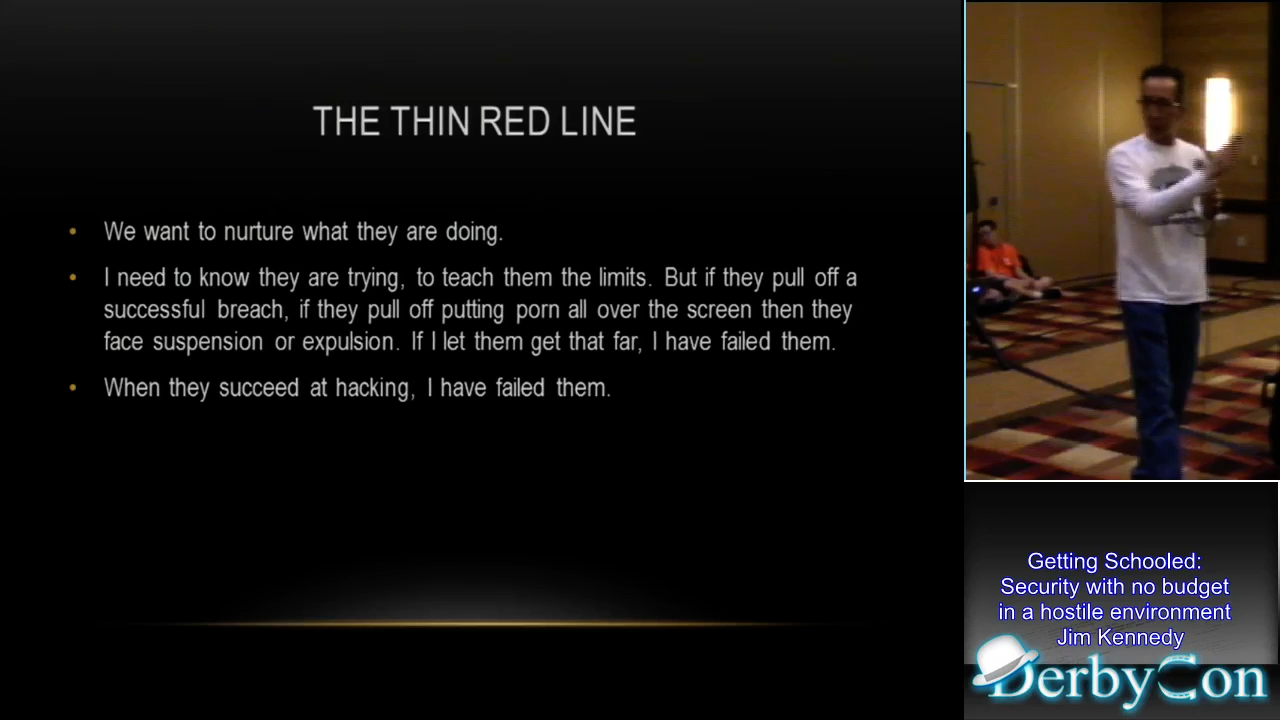 THE THIN RED LINE
• We want to nurture what they are doing.
• I need to know they are trying, to teach them the limits. But if they pull off a
successful breach, if they pull off putting porn all over the screen then they
face suspension or expulsion. If I let them get that far, I have failed them.
• When they succeed at hacking, I have failed them.
Getting Schooled:
Security with no budget
in a hostile environment
Jim Kennedy
DerbyCon